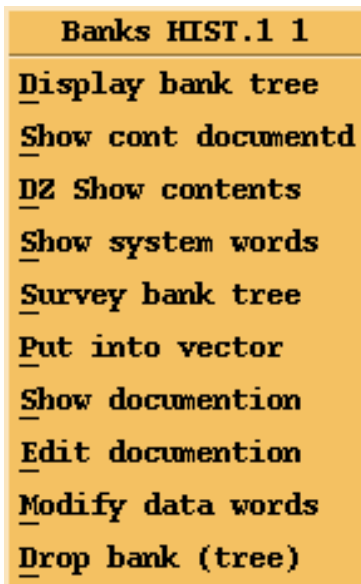 Banks HIST.1 1
Display bank tree
Show cont documentd
DZ Show contents
Show system words
Survey bank tree
Put into vector
Show documention
Edit documention
Modify data words
Drop bank (tree)